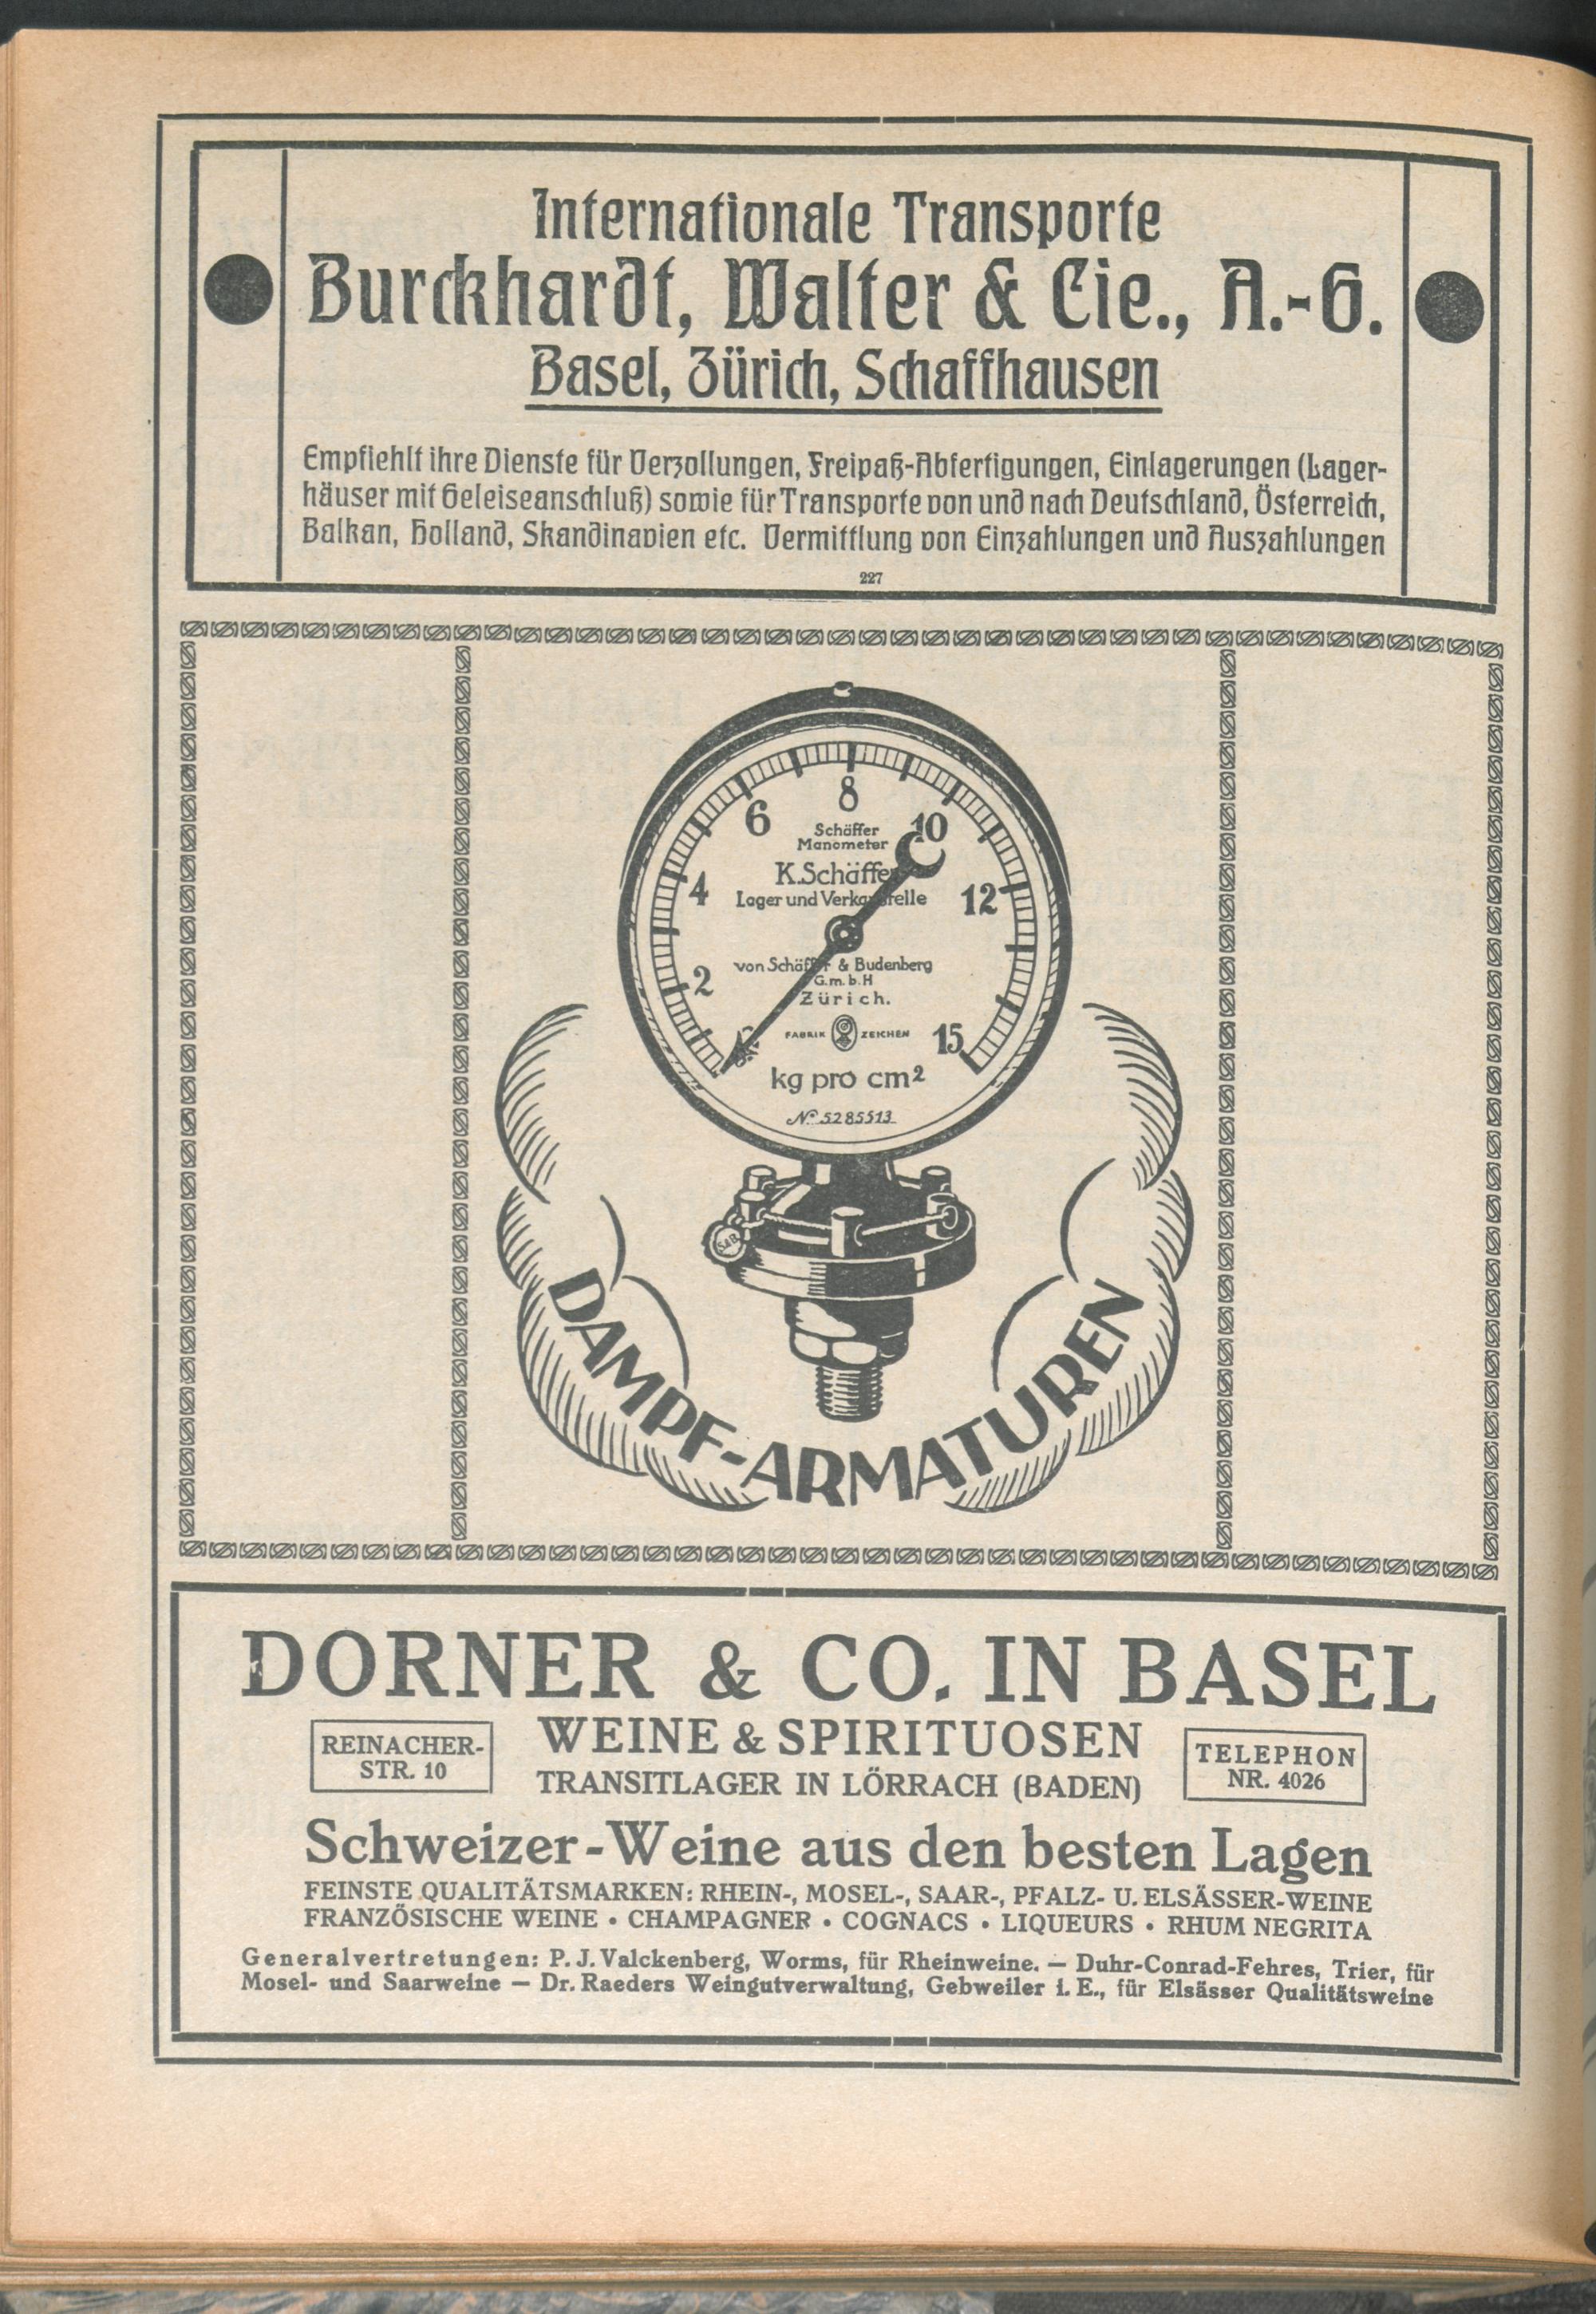 Internationale Transporte
Burckhardt, Walter & Cie., A.-G.
Basel, Zürich, Schaffhausen
Empfiehlt ihre Dienste für Verzollungen, Freipaß-Abfertigungen, Einlagerungen (Lager-
häuser mit Geleiseanschluß) sowie für Transporte von und nach Deutschland, Österreich,
Balkan, Holland, Skandinavien etc. Vermittlung von Einzahlungen und Auszahlungen
227
8
6
10
Schäffer
Manometer
K. Schäffer
4
12
Lager und Verkaufstelle
von Schäffer & Budenberg
2
G.m.b.H
Zürich.
FABRIK ZEICHEN
15
kg pro cm²
Nº 5285513
S&B
DAMPF-ARMATUREN
DORNER & CO. IN BASEL
WEINE & SPIRITUOSEN
REINACHER-
STR. 10
TRANSITLAGER IN LÖRRACH (BADEN)
TELEPHON
NR. 4026
Schweizer-Weine aus den besten Lagen
FEINSTE QUALITÄTSMARKEN: RHEIN-, MOSEL-, SAAR-, PFALZ- U. ELSÄSSER-WEINE
FRANZÖSISCHE WEINE • CHAMPAGNER • COGNACS • LIQUEURS • RHUM NEGRITA
Generalvertretungen: P. J. Valckenberg, Worms, für Rheinweine. — Duhr-Conrad-Fehres, Trier, für
Mosel- und Saarweine — Dr. Raeders Weingutverwaltung, Gebweiler i. E., für Elsässer Qualitätsweine